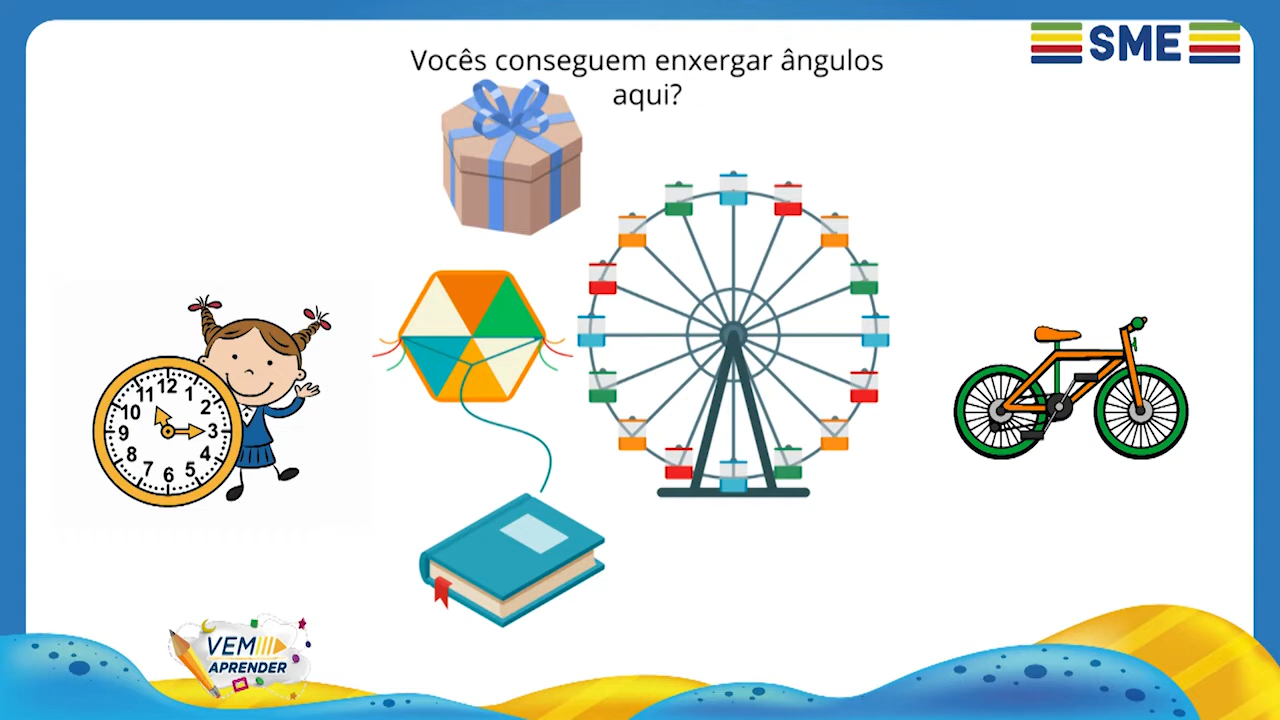 SME
Vocês conseguem enxergar ângulos
aqui?
12
11 1
10 2
9 3
8 4
7 5
6
VEM
APRENDER